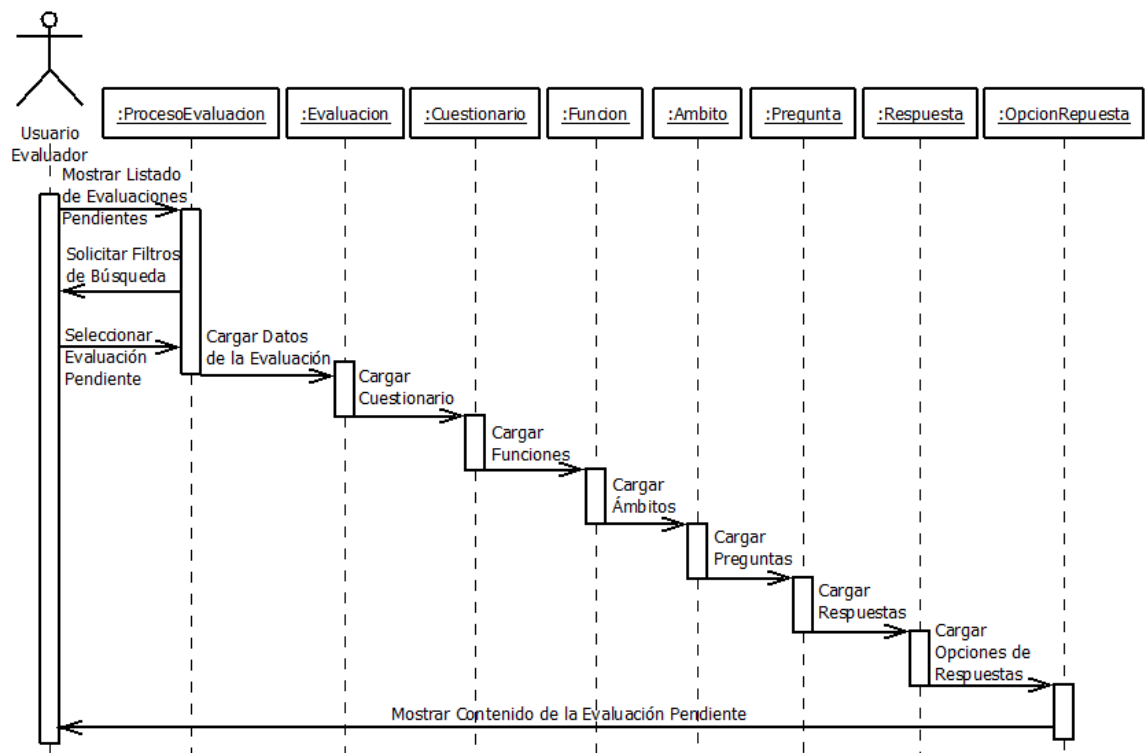 :ProcesoEvaluacion
:Evaluacion
:Cuestionario
:Funcion
:Ambito
:Pregunta
:Respuesta
:OpcionRepuesta
Usuario
Evaluador
Mostrar Listado
de Evaluaciones
Pendientes
Solicitar Filtros
de Búsqueda
Seleccionar
Evaluación
Pendiente
Cargar Datos
de la Evaluación
Cargar
Cuestionario
Cargar
Funciones
Cargar
Ámbitos
Cargar
Preguntas
Cargar
Respuestas
Cargar
Opciones de
Respuestas
Mostrar Contenido de la Evaluación Pendiente